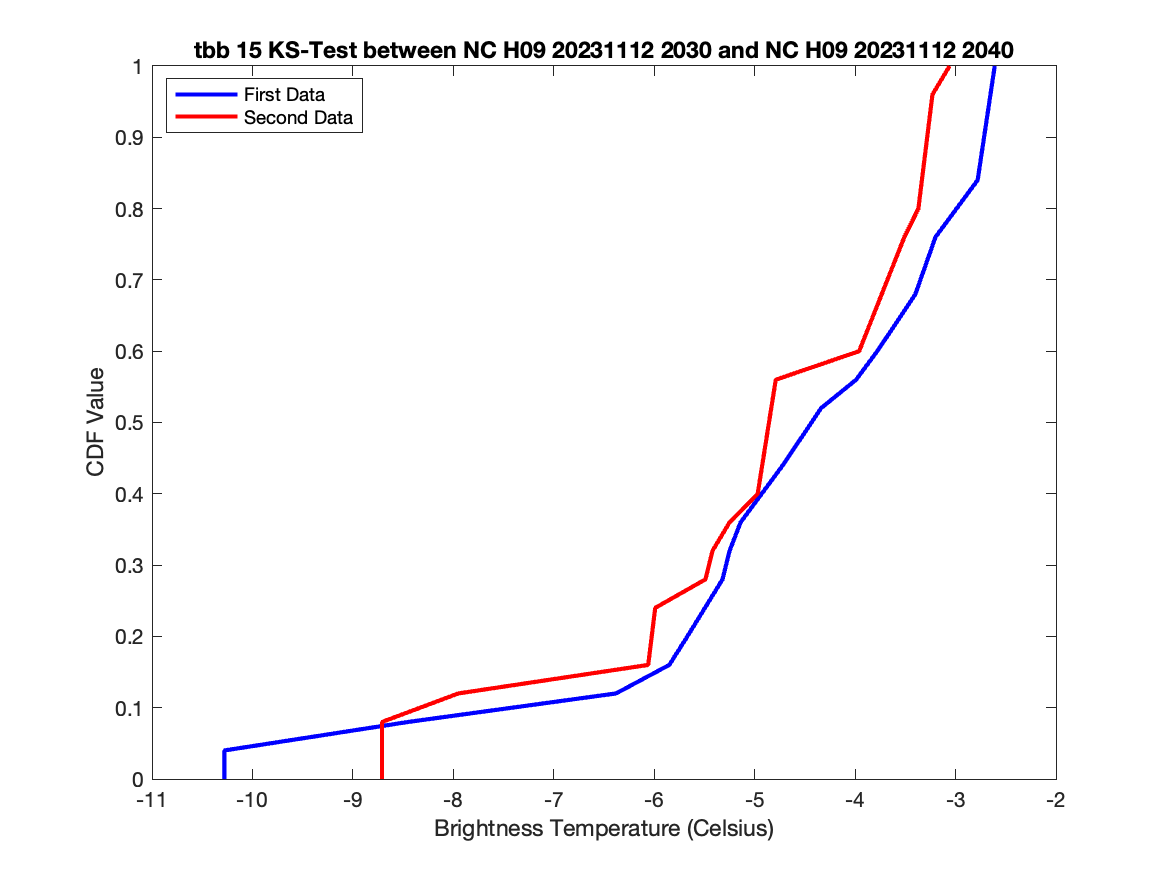 tbb 15 KS-Test between NC H09 20231112 2030 and NC H09 20231112 2040
First Data
Second Data
1
0.9
0.8
0.7
0.6
0.5
0.4
0.3
0.2
0.1
0
CDF Value
-11 -10 -9 -8 -7 -6 -5 -4 -3 -2
Brightness Temperature (Celsius)